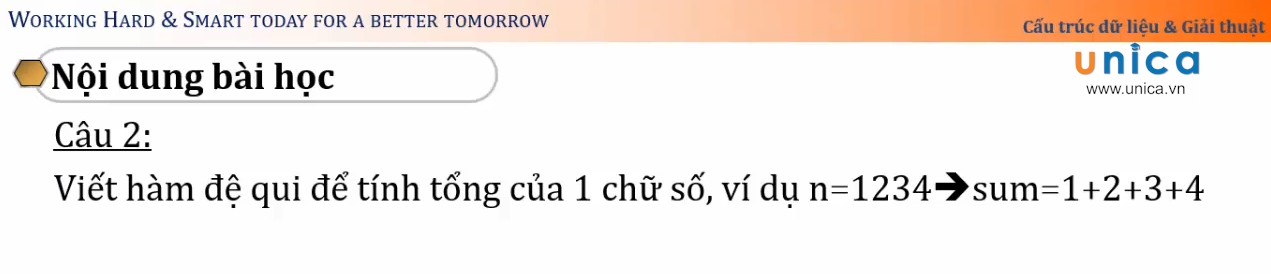 WORKING HARD & SMART TODAY FOR A BETTER TOMORROW
Cấu trúc dữ liệu & Giải thuật
unica
www.unica.vn
Nội dung bài học
Câu 2:
Viết hàm đệ qui để tính tổng của 1 chữ số, ví dụ n=1234➔sum=1+2+3+4